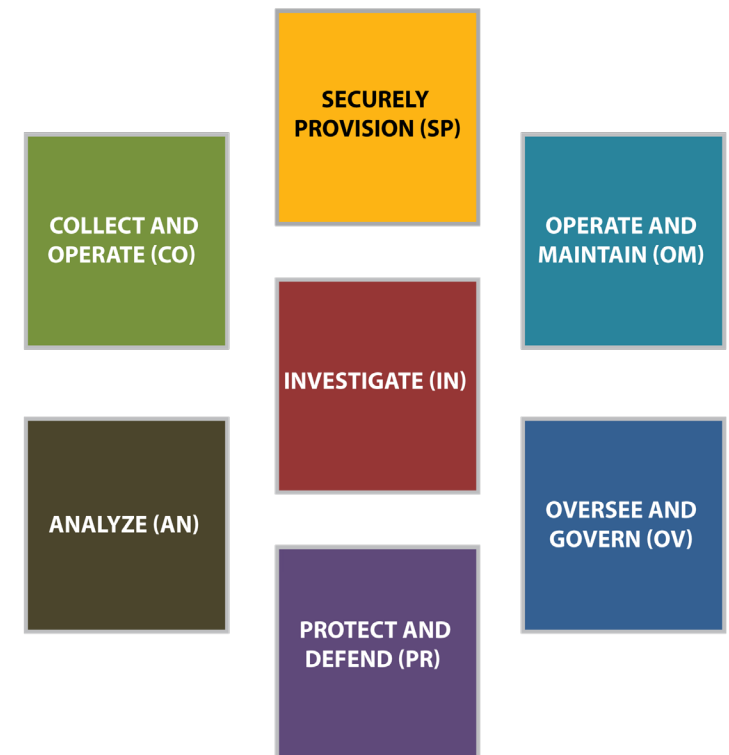 SECURELY
PROVISION (SP)
COLLECT AND
OPERATE (CO)
OPERATE AND
MAINTAIN (OM)
INVESTIGATE (IN)
ANALYZE (AN)
OVERSEE AND
GOVERN (OV)
PROTECT AND
DEFEND (PR)